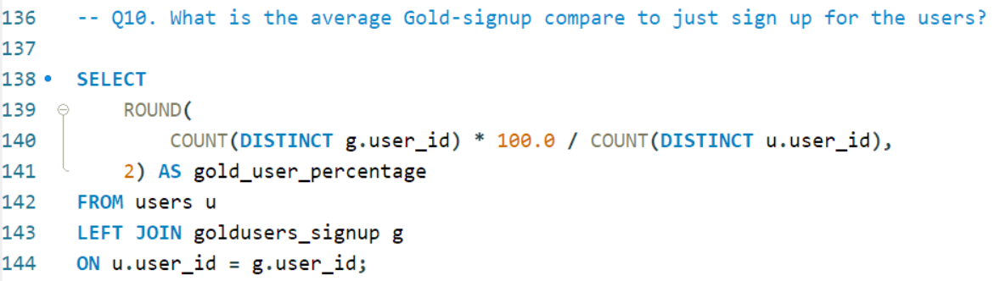 136 -- Q10. What is the average Gold-signup compare to just sign up for the users?
137
138 SELECT
139 ROUND(
140 COUNT(DISTINCT g.user_id) * 100.0 / COUNT(DISTINCT u.user_id),
141 2) AS gold_user_percentage
142 FROM users u
143 LEFT JOIN goldusers_signup g
144 ON u.user_id = g.user_id;